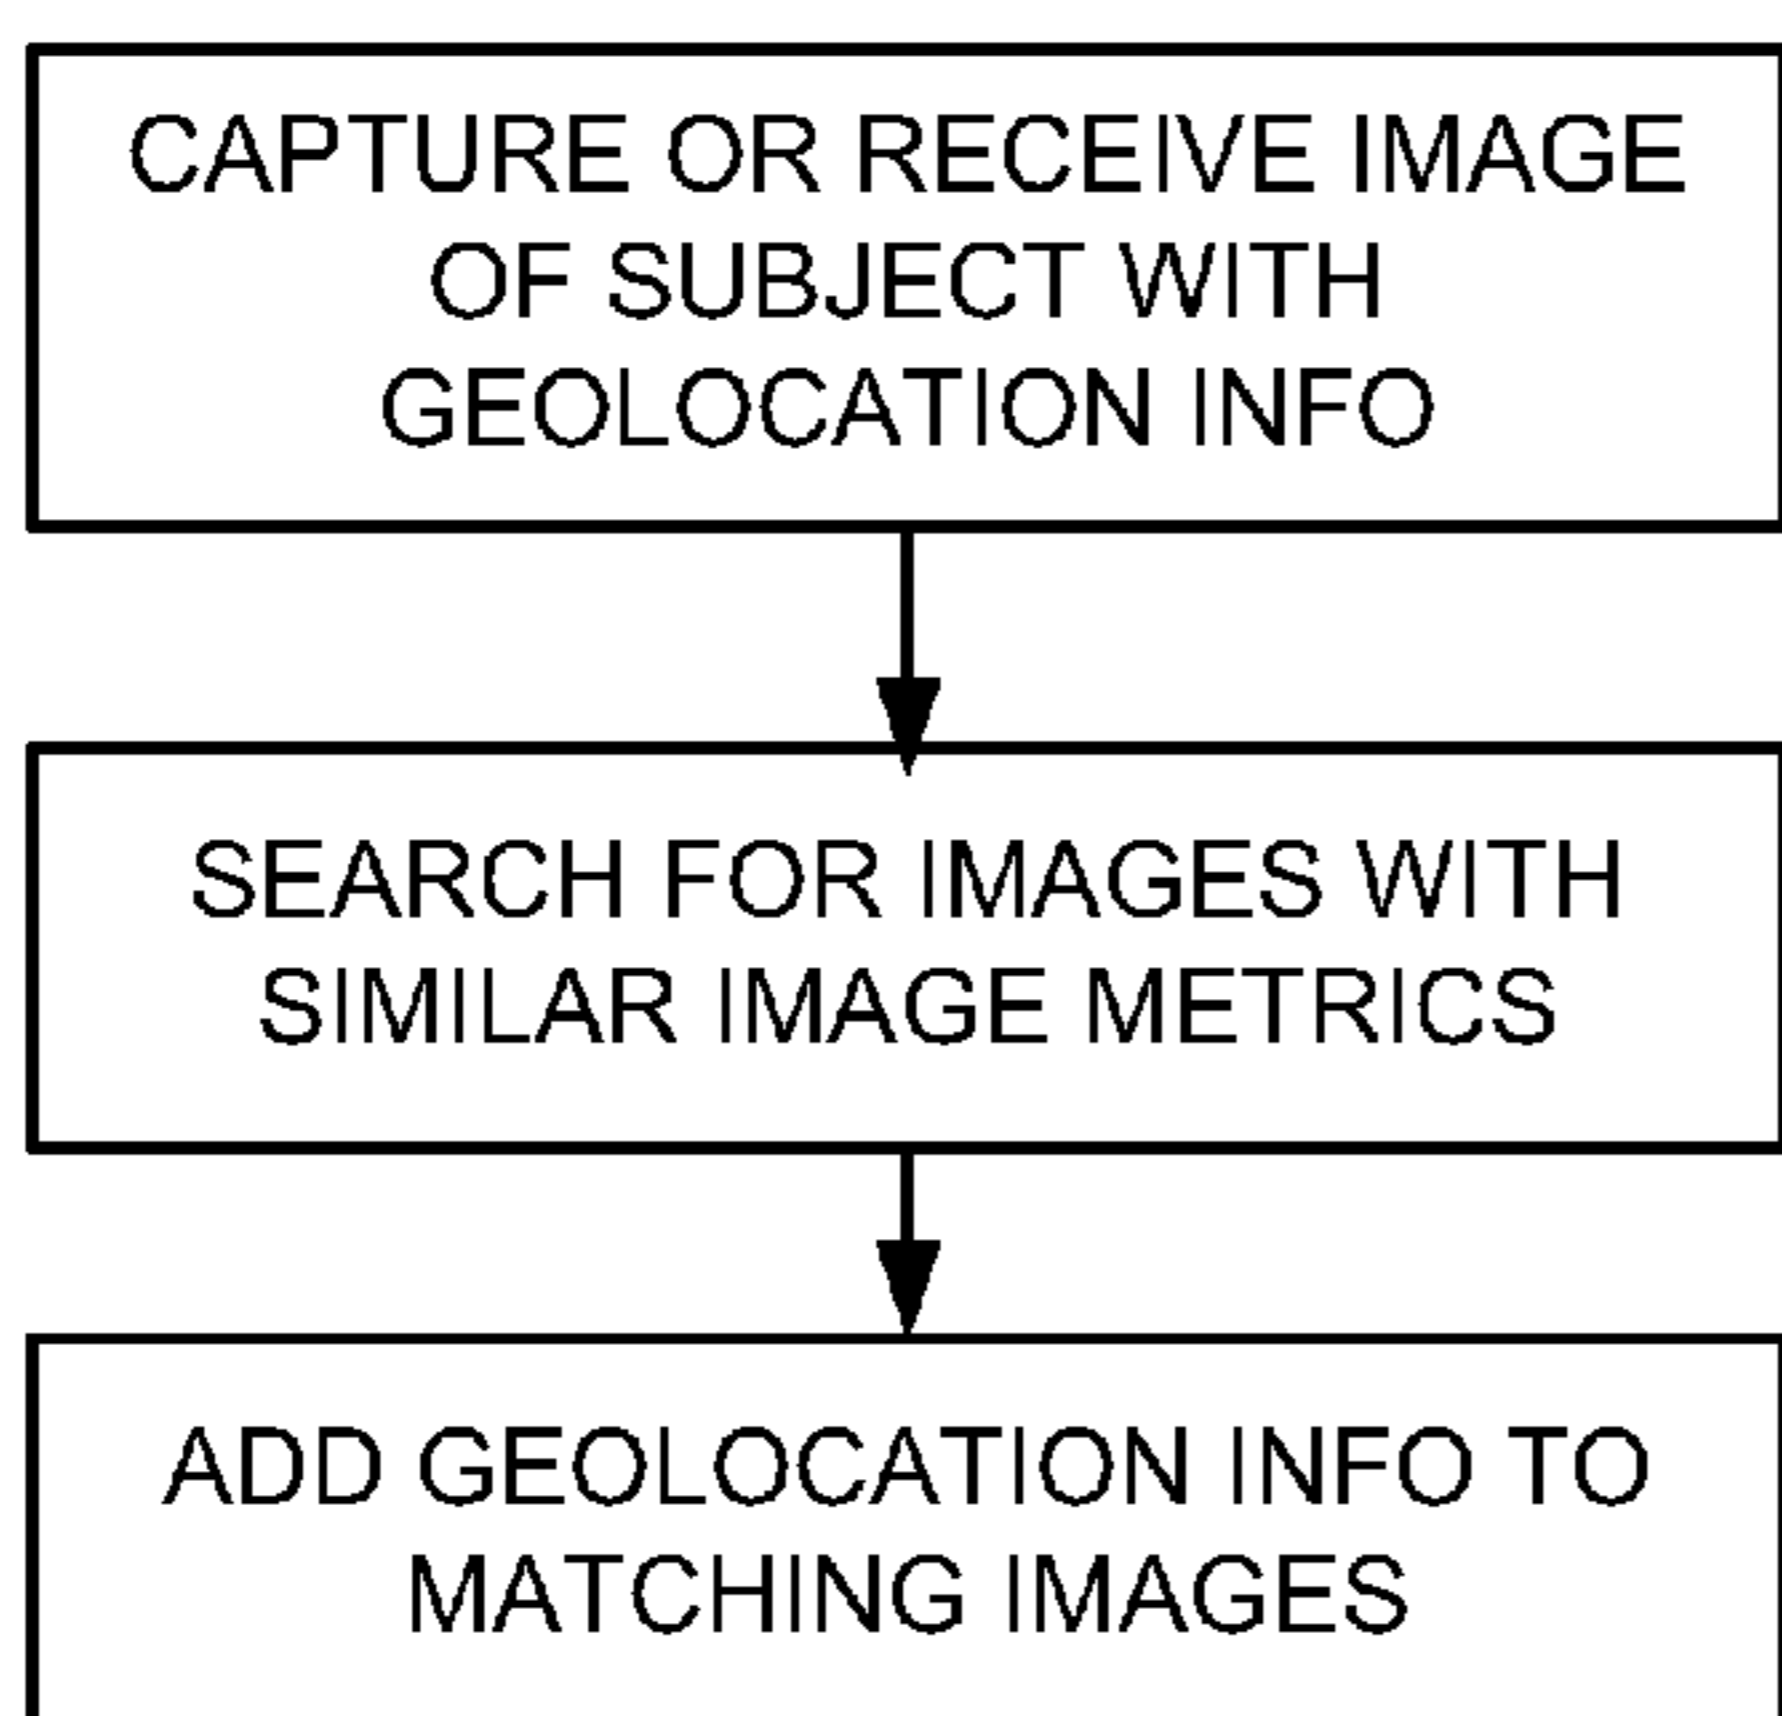 CAPTURE OR RECEIVE IMAGE
OF SUBJECT WITH
GEOLOCATION INFO
SEARCH FOR IMAGES WITH
SIMILAR IMAGE METRICS
ADD GEOLOCATION INFO TO
MATCHING IMAGES